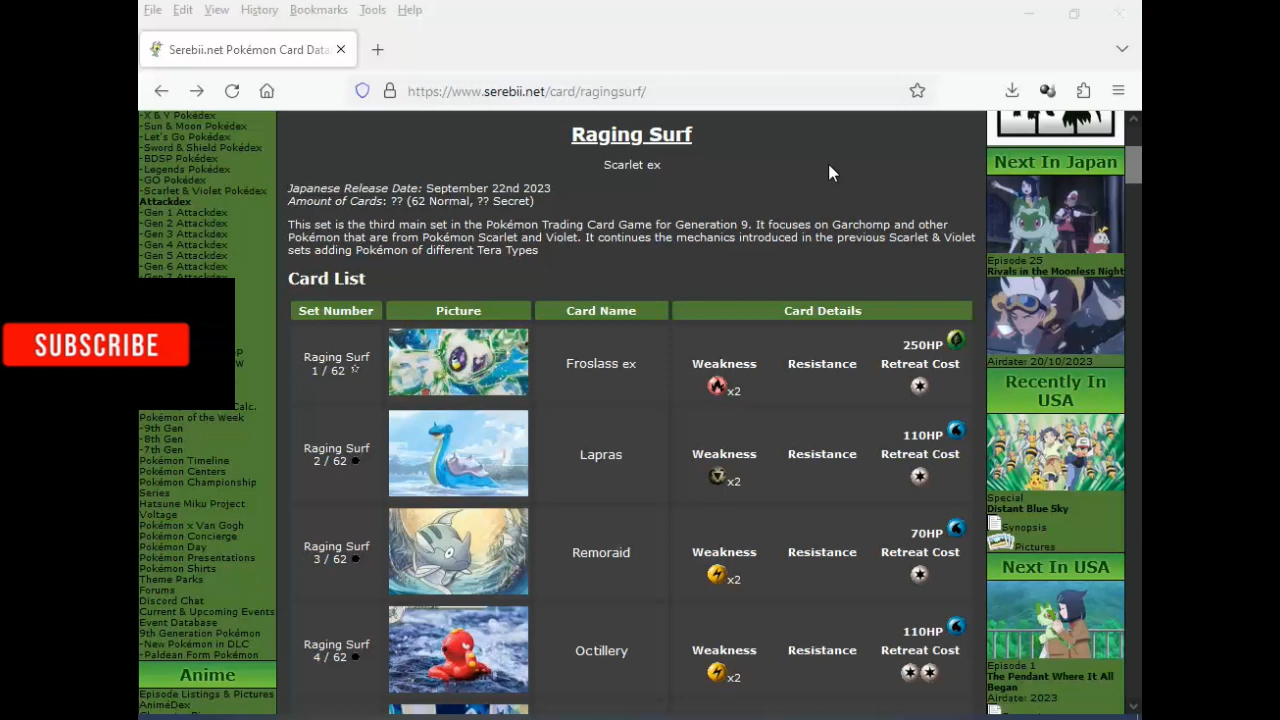 File Edit View History Bookmarks Tools Help
Serebii.net Pokémon Card Data
https://www.serebii.net/card/ragingsurf/
-X & Y Pokédex
-Sun & Moon Pokédex
-Let's Go Pokédex
-Sword & Shield Pokédex
-BDSP Pokédex
-Legends Pokédex
-GO Pokédex
-Scarlet & Violet Pokédex
Attackdex
-Gen 1 Attackdex
-Gen 2 Attackdex
-Gen 3 Attackdex
-Gen 4 Attackdex
-Gen 5 Attackdex
-Gen 6 Attackdex
-Gen 7 Attackdex
SUBSCRIBE
Calc.
Pokémon of the Week
-9th Gen
-8th Gen
-7th Gen
Pokémon Timeline
Pokémon Centers
Pokémon Championship
Series
Hatsune Miku Project
Voltage
Pokémon x Van Gogh
Pokémon Concierge
Pokémon Day
Pokémon Presentations
Pokémon Shirts
Theme Parks
Forums
Discord Chat
Current & Upcoming Events
Event Database
9th Generation Pokémon
-New Pokémon in DLC
-Paldean Form Pokémon
Anime
Episode Listings & Pictures
AniméDex
Raging Surf
Scarlet ex
Japanese Release Date: September 22nd 2023
Amount of Cards: ?? (62 Normal, ?? Secret)
This set is the third main set in the Pokémon Trading Card Game for Generation 9. It focuses on Garchomp and other
Pokémon that are from Pokémon Scarlet and Violet. It continues the mechanics introduced in the previous Scarlet & Violet
sets adding Pokémon of different Tera Types
Card List
Set Number Picture Card Name Card Details
Raging Surf
1 / 62
Froslass ex
250HP
Weakness Resistance Retreat Cost
x2
Raging Surf
2 / 62
Lapras
110HP
Weakness Resistance Retreat Cost
x2
Raging Surf
3 / 62
Remoraid
70HP
Weakness Resistance Retreat Cost
x2
Raging Surf
4 / 62
Octillery
110HP
Weakness Resistance Retreat Cost
x2
Next In Japan
Episode 25
Rivals in the Moonless Night
Airdate: 20/10/2023
Recently In
USA
Special
Distant Blue Sky
Synopsis
Pictures
Next In USA
Episode 1
The Pendant Where It All
Began
Airdate: 2023